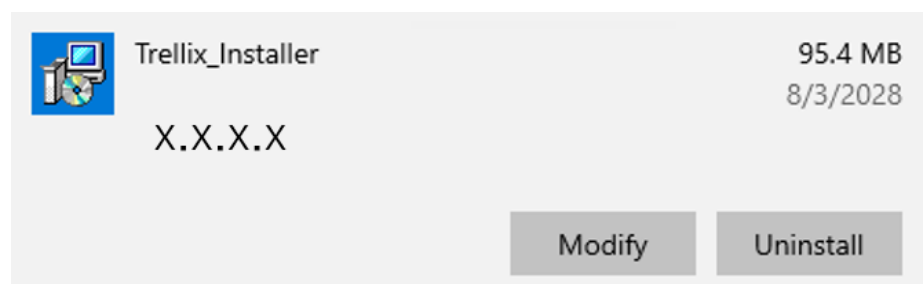 Trellix_Installer
95.4 MB
8/3/2028
X.X.X.X
Modify
Uninstall